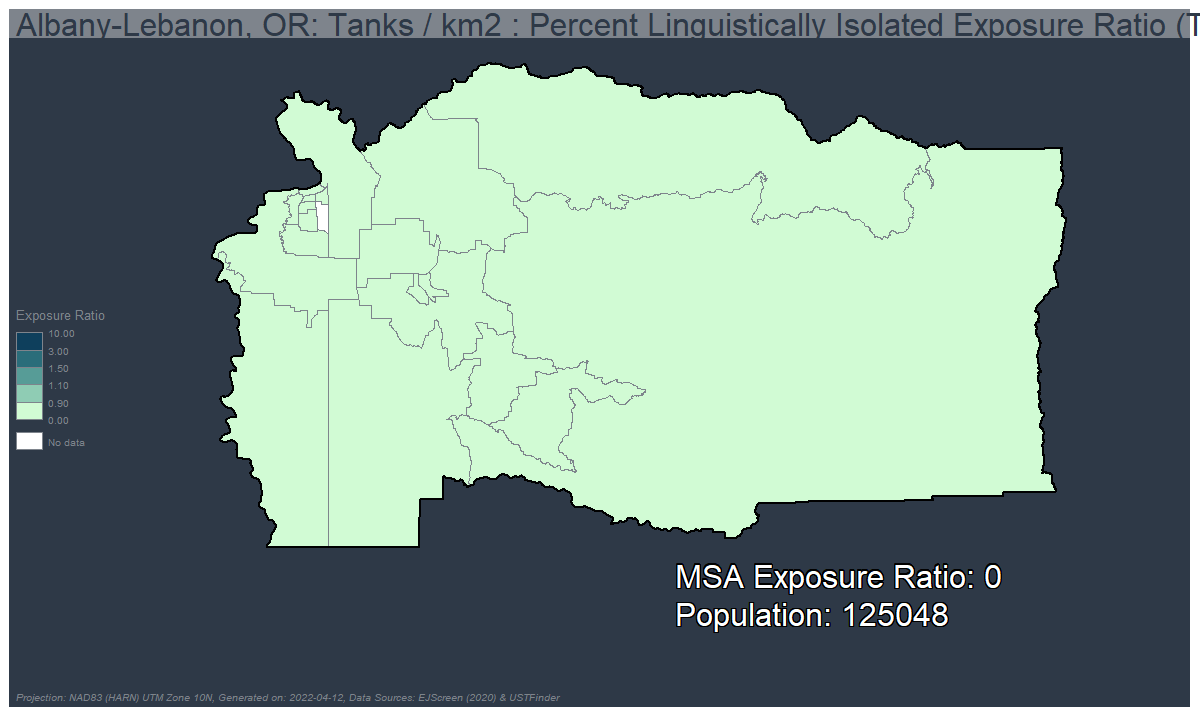 Albany-Lebanon, OR: Tanks / km2 : Percent Linguistically Isolated Exposure Ratio (T
Exposure Ratio
10.00
3.00
1.50
1.10
0.90
0.00
No data
MSA Exposure Ratio: 0
Population: 125048
Projection: NAD83 (HARN) UTM Zone 10N, Generated on: 2022-04-12, Data Sources: EJScreen (2020) & USTFinder